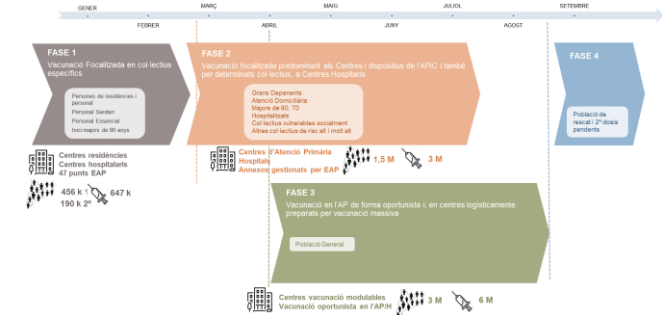 GENER
MARÇ
MAIG
JULIOL
SETEMBRE
FEBRER
ABRIL
JUNY
AGOST
FASE 1
Vacunació Focalitzada en col·lectius
específics
Persones de residències i
personal
Personal Sanitari
Personal Essencial
Inici majors de 80 anys
Centres residències
Centres hospitalaris
47 punts EAP
456 k 1
190 k 2ª
647 k
FASE 2
Vacunació focalitzada predominant als Centres i dispositius de l'APiC i també
per determinats col·lectius, a Centres Hospitaris
Grans Depenents
Atenció Domiciliària
Majors de 80, 70
Hospitalitzats
Col·lectius vulnerables socialment
Altres col·lectius de risc alt i molt alt
Centres d'Atenció Primària
Hospitals
Annexos gestionats per EAP
1,5 M
3 M
FASE 4
Població de
rescat i 2ª dosis
pendents
FASE 3
Vacunació en l'AP de forma oportunista i, en centres logísticament
preparats per vacunació massiva
Població General
Centres vacunació modulables
Vacunació oportunista en l'AP/H
3 M
6 M